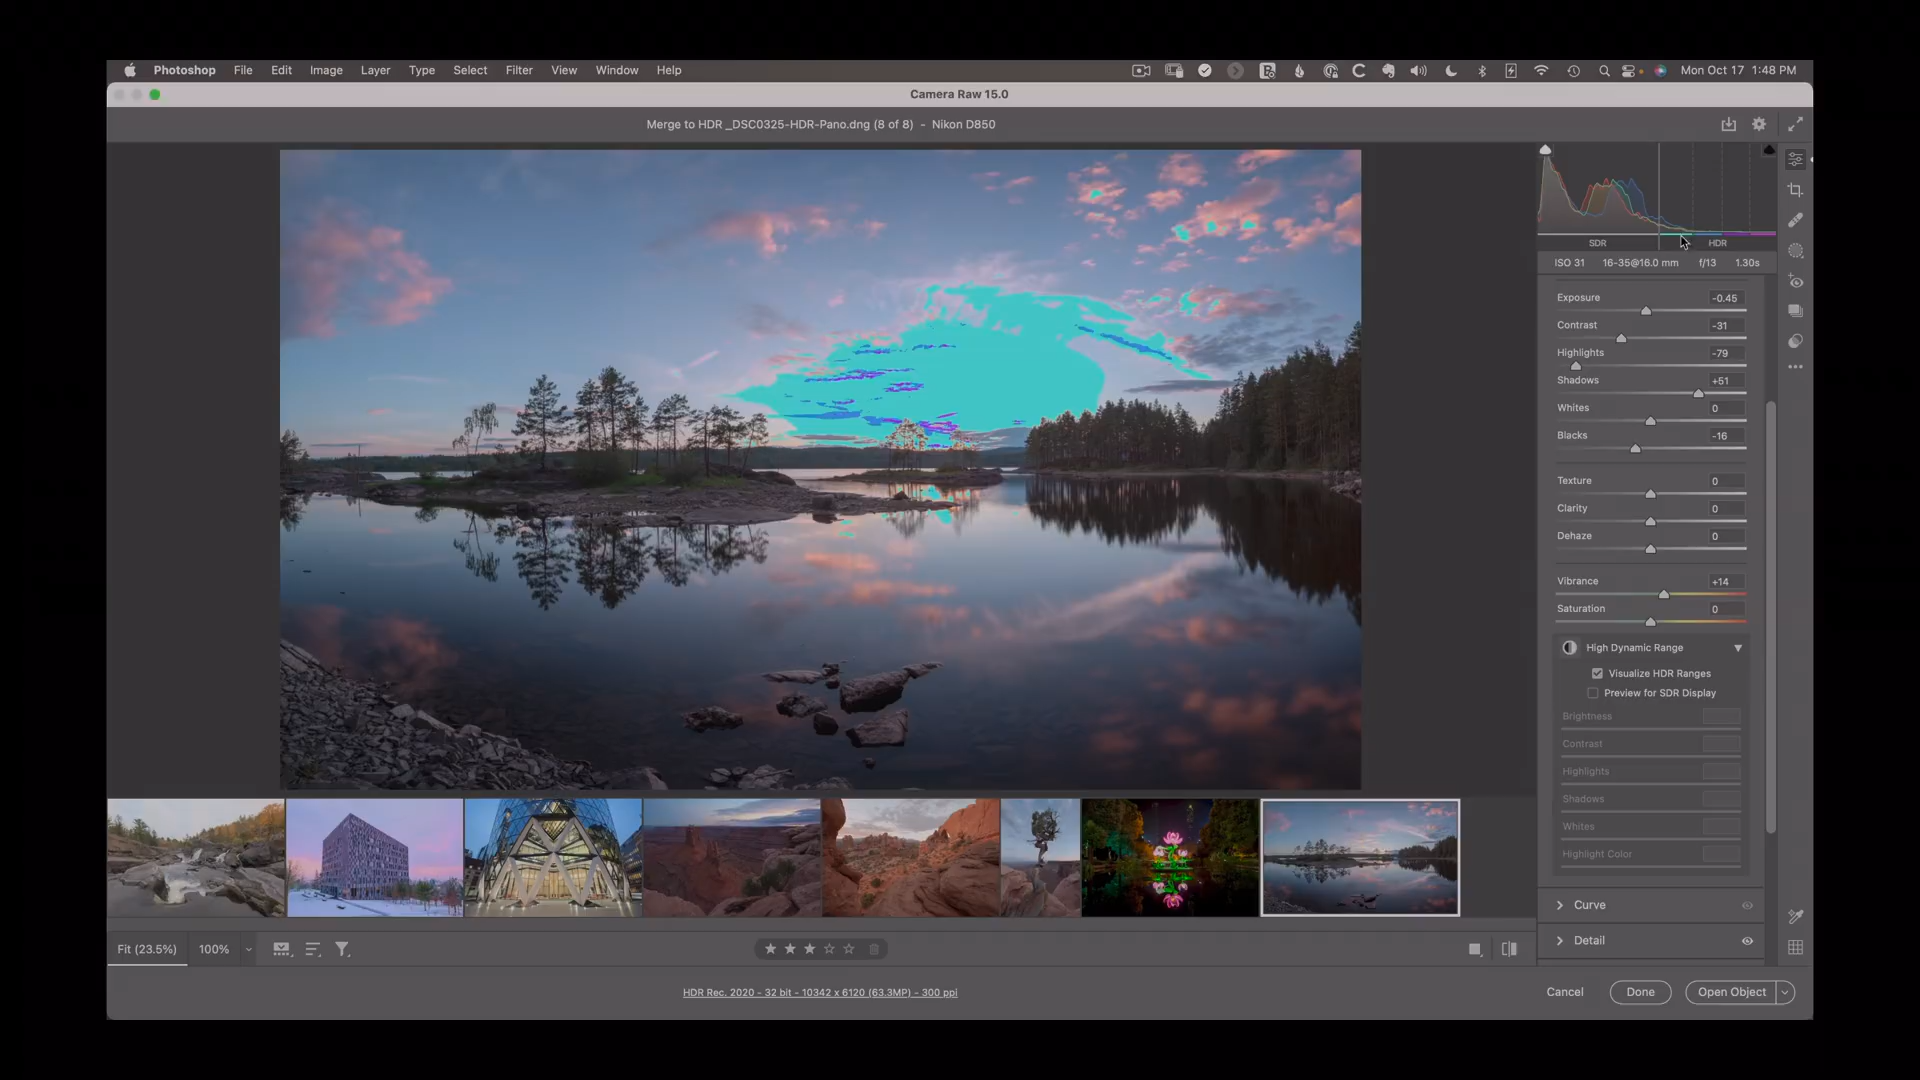 Photoshop File Edit Image Layer Type Select Filter View Window Help Mon Oct 17 1:48 PM
Camera Raw 15.0
Merge to HDR _DSC0325-HDR-Pano.dng (8 of 8) - Nikon D850
SDR HDR
ISO 31 16-35@16.0 mm f/13 1.30s
Exposure -0.45
Contrast -31
Highlights -79
Shadows +51
Whites 0
Blacks -16
Texture 0
Clarity 0
Dehaze 0
Vibrance +14
Saturation 0
High Dynamic Range
Visualize HDR Ranges
Preview for SDR Display
Brightness
Contrast
Highlights
Shadows
Whites
Highlight Color
Curve
Detail
Fit (23.5%) 100%
HDR Rec. 2020 - 32 bit - 10342 x 6120 (63.3MP) - 300 ppi
Cancel Done Open Object